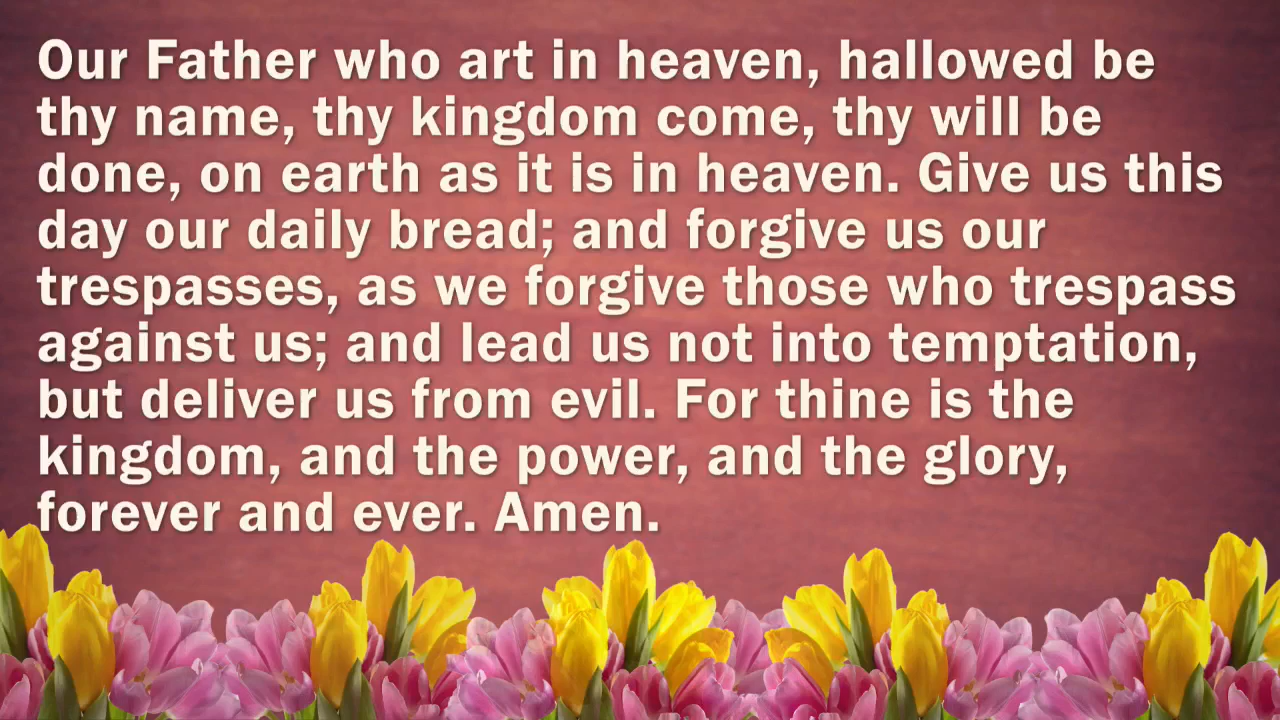 Our Father who art in heaven, hallowed be
thy name, thy kingdom come, thy will be
done, on earth as it is in heaven. Give us this
day our daily bread; and forgive us our
trespasses, as we forgive those who trespass
against us; and lead us not into temptation,
but deliver us from evil. For thine is the
kingdom, and the power, and the glory,
forever and ever. Amen.